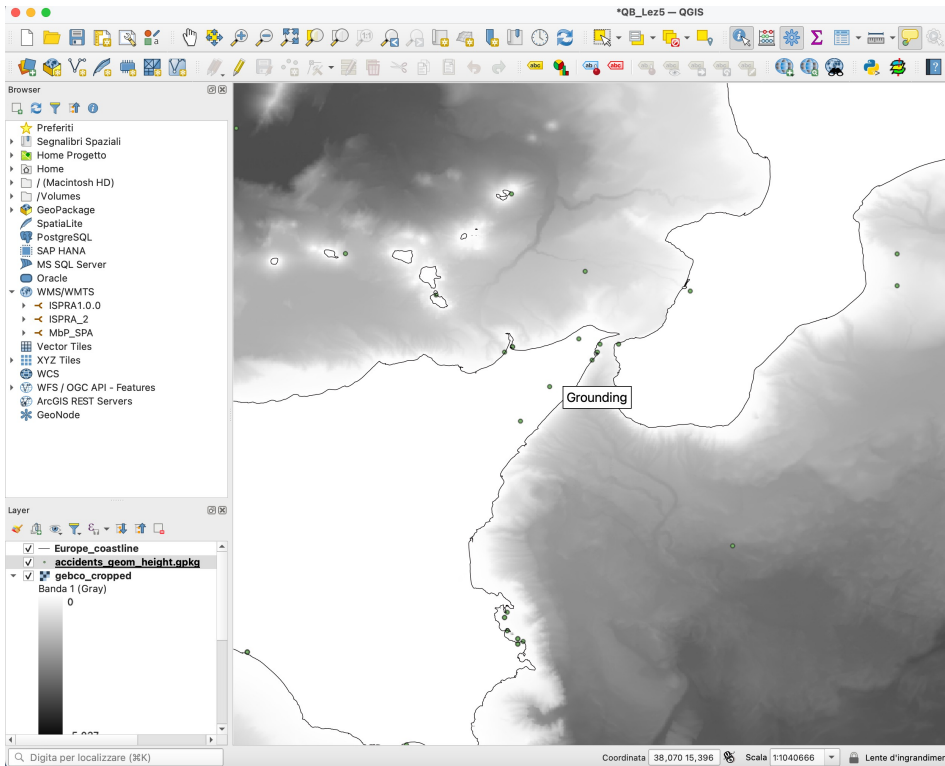 *QB_Lez5 — QGIS
abc
abc
abc
Browser
Preferiti
Segnalibri Spaziali
Home Progetto
Home
/ (Macintosh HD)
/Volumes
GeoPackage
SpatiaLite
PostgreSQL
SAP HANA
MS SQL Server
Oracle
WMS/WMTS
ISPRA1.0.0
ISPRA_2
MbP_SPA
Vector Tiles
XYZ Tiles
WCS
WFS / OGC API - Features
ArcGIS REST Servers
GeoNode
Grounding
Layer
Europe_coastline
accidents_geom_height.gpkg
gebco_cropped
Banda 1 (Gray)
0
Digita per localizzare (⌘K)
Coordinata 38,070 15,396 Scala 1:1040666 Lente d'ingrandimer